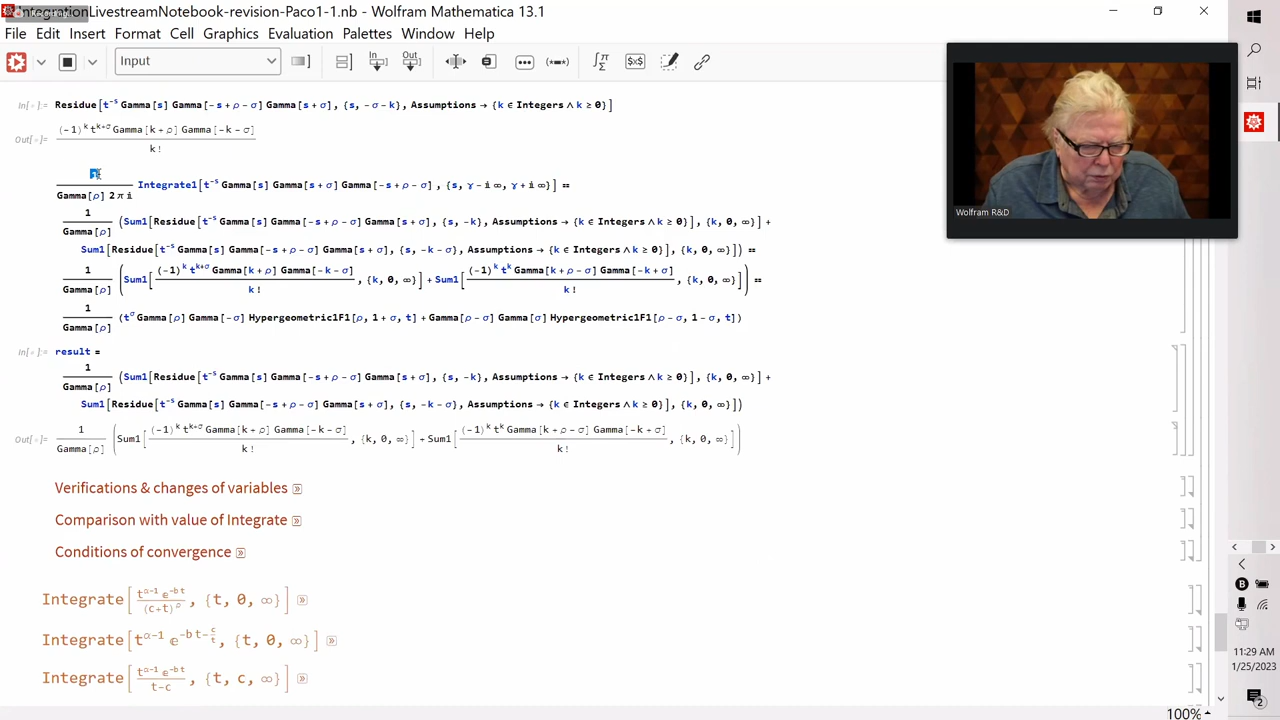 IntegrationLivestreamNotebook-revision-Paco1-1.nb - Wolfram Mathematica 13.1
File Edit Insert Format Cell Graphics Evaluation Palettes Window Help
Input In[] Out[]
In[•]:= Residue[t^-s Gamma[s] Gamma[-s + ρ - σ] Gamma[s + σ], {s, -σ - k}, Assumptions → {k ∈ Integers ∧ k ≥ 0}]
Out[•]= (-1)^k t^k+σ Gamma[k + ρ] Gamma[-k - σ]
k !
Gamma[ρ] 2 π i Integrate1[t^-s Gamma[s] Gamma[s + σ] Gamma[-s + ρ - σ] , {s, γ - i ∞, γ + i ∞}] ==
1
Gamma[ρ] (Sum1[Residue[t^-s Gamma[s] Gamma[-s + ρ - σ] Gamma[s + σ], {s, -k}, Assumptions → {k ∈ Integers ∧ k ≥ 0}], {k, 0, ∞}] +
Sum1[Residue[t^-s Gamma[s] Gamma[-s + ρ - σ] Gamma[s + σ], {s, -k - σ}, Assumptions → {k ∈ Integers ∧ k ≥ 0}], {k, 0, ∞}]) ==
1
Gamma[ρ] (Sum1[(-1)^k t^k+σ Gamma[k + ρ] Gamma[-k - σ] / k !, {k, 0, ∞}] + Sum1[(-1)^k t^k Gamma[k + ρ - σ] Gamma[-k + σ] / k !, {k, 0, ∞}]) ==
1
Gamma[ρ] (t^σ Gamma[ρ] Gamma[-σ] Hypergeometric1F1[ρ, 1 + σ, t] + Gamma[ρ - σ] Gamma[σ] Hypergeometric1F1[ρ - σ, 1 - σ, t])
In[•]:= result =
1
Gamma[ρ] (Sum1[Residue[t^-s Gamma[s] Gamma[-s + ρ - σ] Gamma[s + σ], {s, -k}, Assumptions → {k ∈ Integers ∧ k ≥ 0}], {k, 0, ∞}] +
Sum1[Residue[t^-s Gamma[s] Gamma[-s + ρ - σ] Gamma[s + σ], {s, -k - σ}, Assumptions → {k ∈ Integers ∧ k ≥ 0}], {k, 0, ∞}])
Out[•]= 1
Gamma[ρ] (Sum1[(-1)^k t^k+σ Gamma[k + ρ] Gamma[-k - σ] / k !, {k, 0, ∞}] + Sum1[(-1)^k t^k Gamma[k + ρ - σ] Gamma[-k + σ] / k !, {k, 0, ∞}])
Verifications & changes of variables
Comparison with value of Integrate
Conditions of convergence
Integrate[t^α-1 e^-b t / (c+t)^ρ, {t, 0, ∞}]
Integrate[t^α-1 e^-b t - c/t, {t, 0, ∞}]
Integrate[t^α-1 e^-b t / t-c, {t, c, ∞}]
Wolfram R&D
11:29 AM
1/25/2023
2
100%